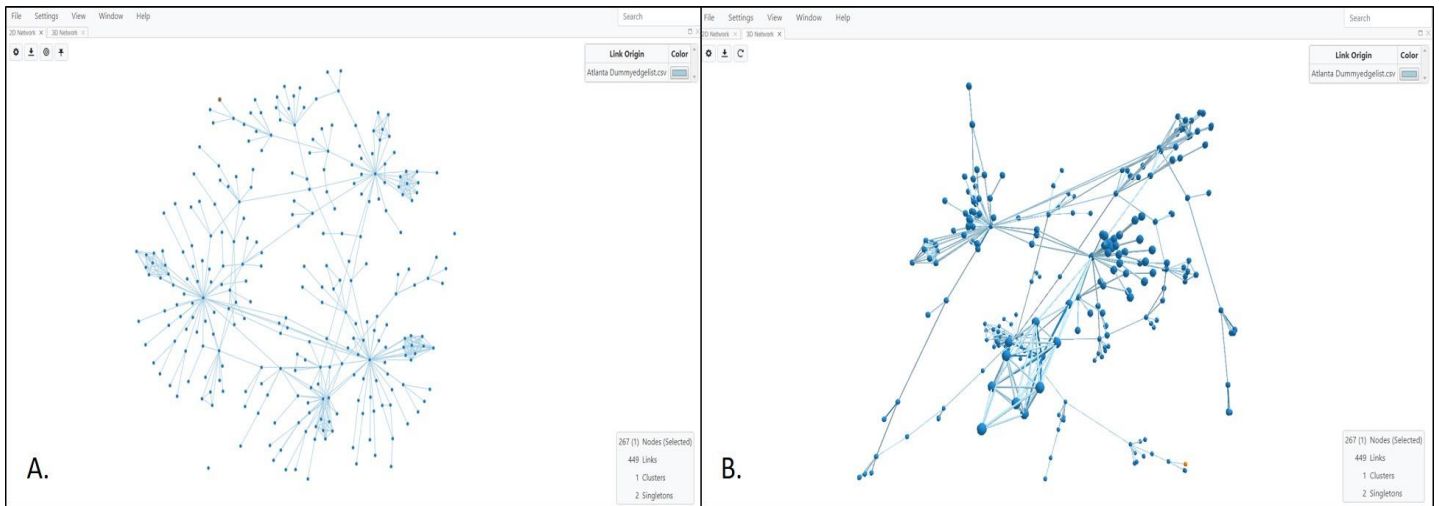 File Settings View Window Help Search
2D Network × 3D Network ×
Link Origin Color
Atlanta Dummyedgelist.csv
267 (1) Nodes (Selected)
449 Links
1 Clusters
2 Singletons
A.
File Settings View Window Help Search
2D Network × 3D Network ×
Link Origin Color
Atlanta Dummyedgelist.csv
267 (1) Nodes (Selected)
449 Links
1 Clusters
2 Singletons
B.